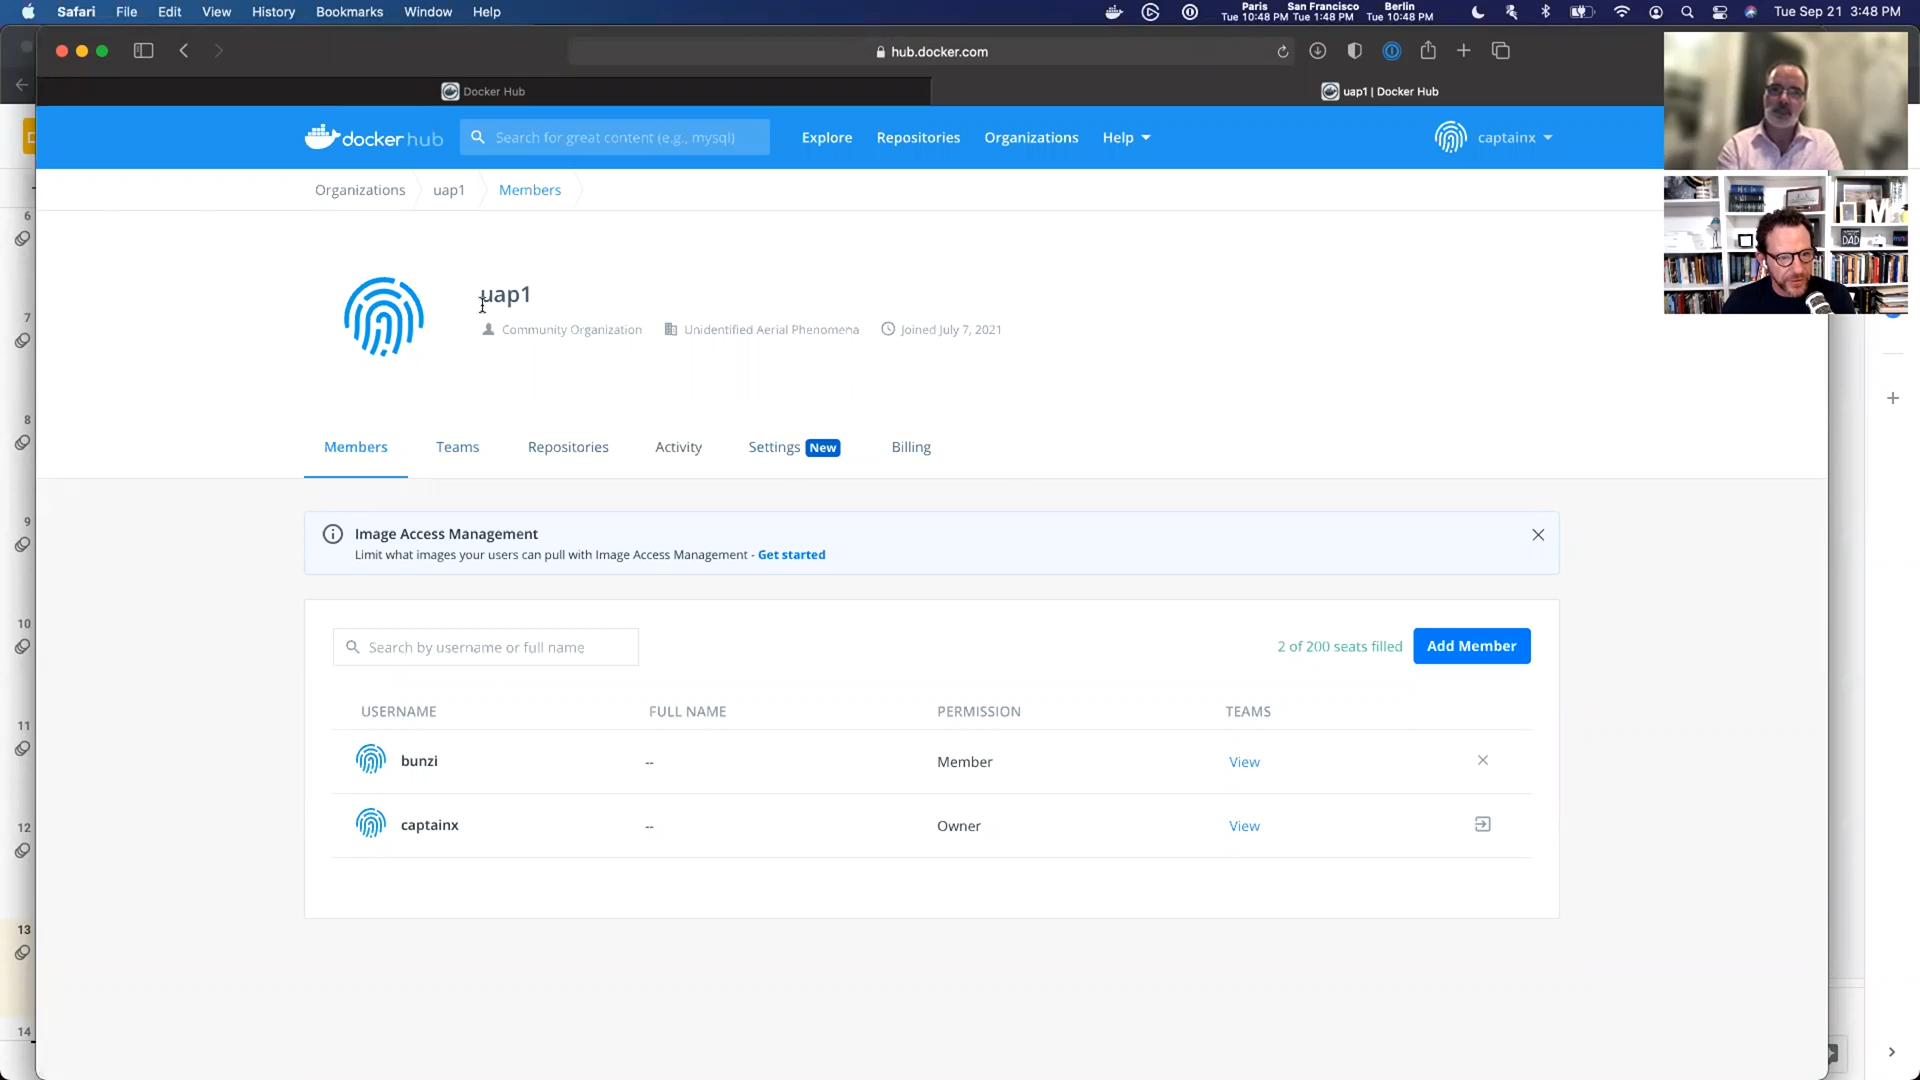 Safari File Edit View History Bookmarks Window Help
Paris San Francisco Berlin
Tue 10:48 PM Tue 1:48 PM Tue 10:48 PM
Tue Sep 21 3:48 PM
hub.docker.com
Docker Hub
uap1 | Docker Hub
docker hub
Search for great content (e.g., mysql)
Explore Repositories Organizations Help
captainx
Organizations uap1 Members
uap1
Community Organization Unidentified Aerial Phenomena Joined July 7, 2021
Members Teams Repositories Activity Settings New Billing
Image Access Management
Limit what images your users can pull with Image Access Management - Get started
Search by username or full name
2 of 200 seats filled
Add Member
USERNAME FULL NAME PERMISSION TEAMS
bunzi -- Member View
captainx -- Owner View
6
7
8
9
10
11
12
13
14
DAD